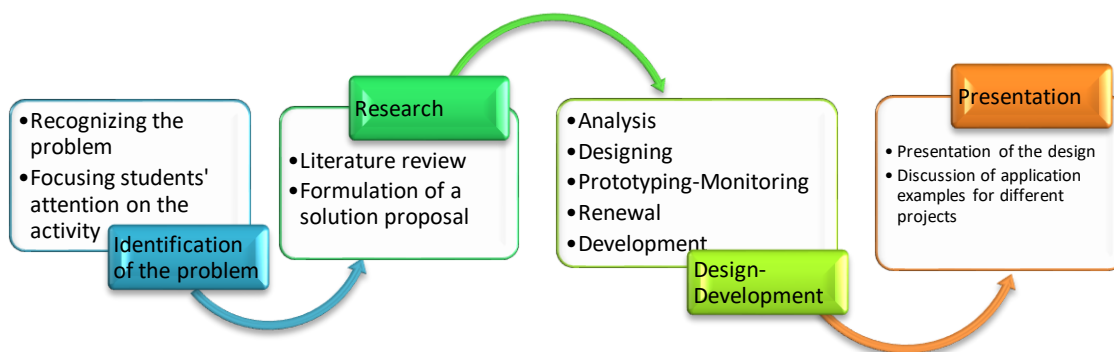 •Recognizing the
problem
•Focusing students'
attention on the
activity
Identification
of the problem
Research
•Literature review
•Formulation of a
solution proposal
•Analysis
•Designing
•Prototyping-Monitoring
•Renewal
•Development
Design-
Development
Presentation
• Presentation of the design
• Discussion of application
examples for different
projects